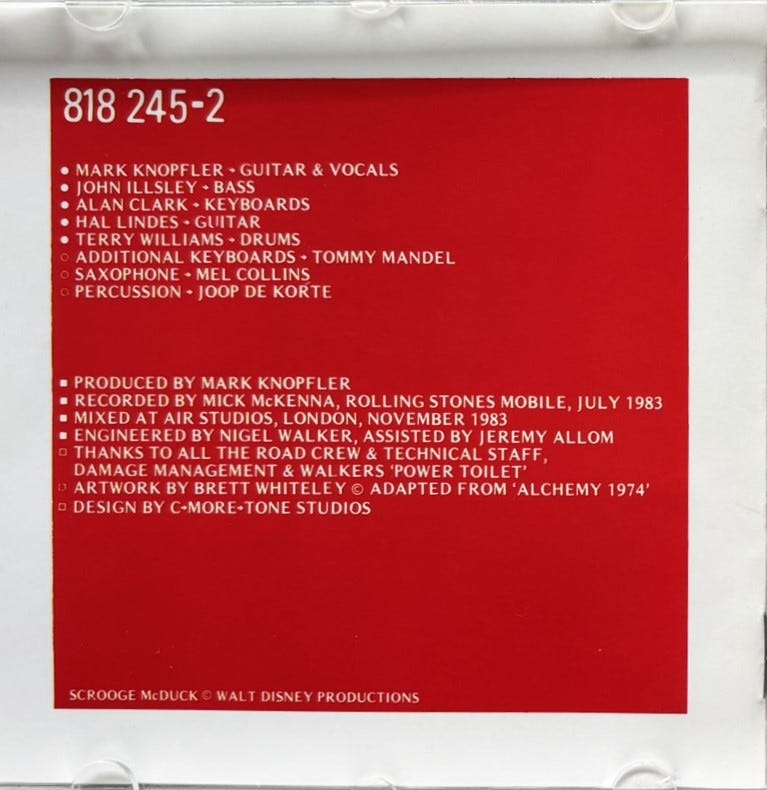 818 245-2
● MARK KNOPFLER • GUITAR & VOCALS
● JOHN ILLSLEY • BASS
● ALAN CLARK • KEYBOARDS
● HAL LINDES • GUITAR
● TERRY WILLIAMS • DRUMS
○ ADDITIONAL KEYBOARDS • TOMMY MANDEL
○ SAXOPHONE • MEL COLLINS
○ PERCUSSION • JOOP DE KORTE
■ PRODUCED BY MARK KNOPFLER
■ RECORDED BY MICK McKENNA, ROLLING STONES MOBILE, JULY 1983
■ MIXED AT AIR STUDIOS, LONDON, NOVEMBER 1983
■ ENGINEERED BY NIGEL WALKER, ASSISTED BY JEREMY ALLOM
□ THANKS TO ALL THE ROAD CREW & TECHNICAL STAFF,
DAMAGE MANAGEMENT & WALKERS ‘POWER TOILET’
□ ARTWORK BY BRETT WHITELEY © ADAPTED FROM ‘ALCHEMY 1974’
□ DESIGN BY C•MORE•TONE STUDIOS
SCROOGE McDUCK © WALT DISNEY PRODUCTIONS